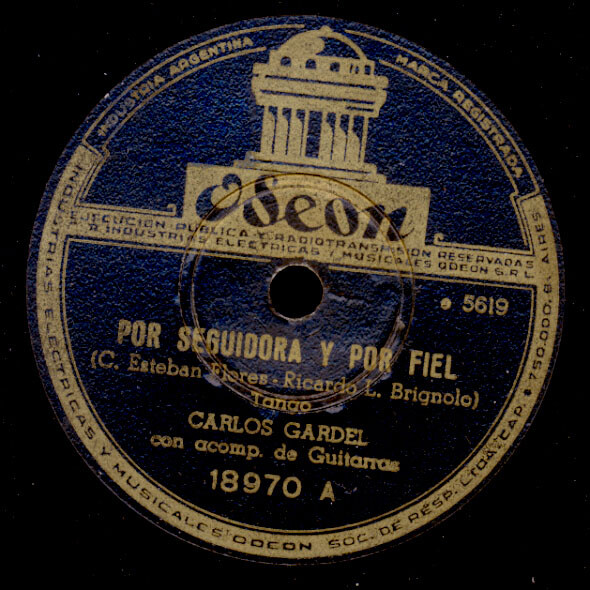 INDUSTRIA ARGENTINA
MARCA REGISTRADA
Odeon
EJECUCION PUBLICA Y RADIOTRANSMISION RESERVADAS
A INDUSTRIAS ELECTRICAS Y MUSICALES ODEON S.R.L.
5619
POR SEGUIDORA Y POR FIEL
(C. Esteban Flores - Ricardo L. Brignolo)
Tango
CARLOS GARDEL
con acomp. de Guitarras
18970 A
INDUSTRIAS ELECTRICAS Y MUSICALES ODEON SOC. DE RESP. LTDA. CAP. $ 750.000. Bs. AIRES